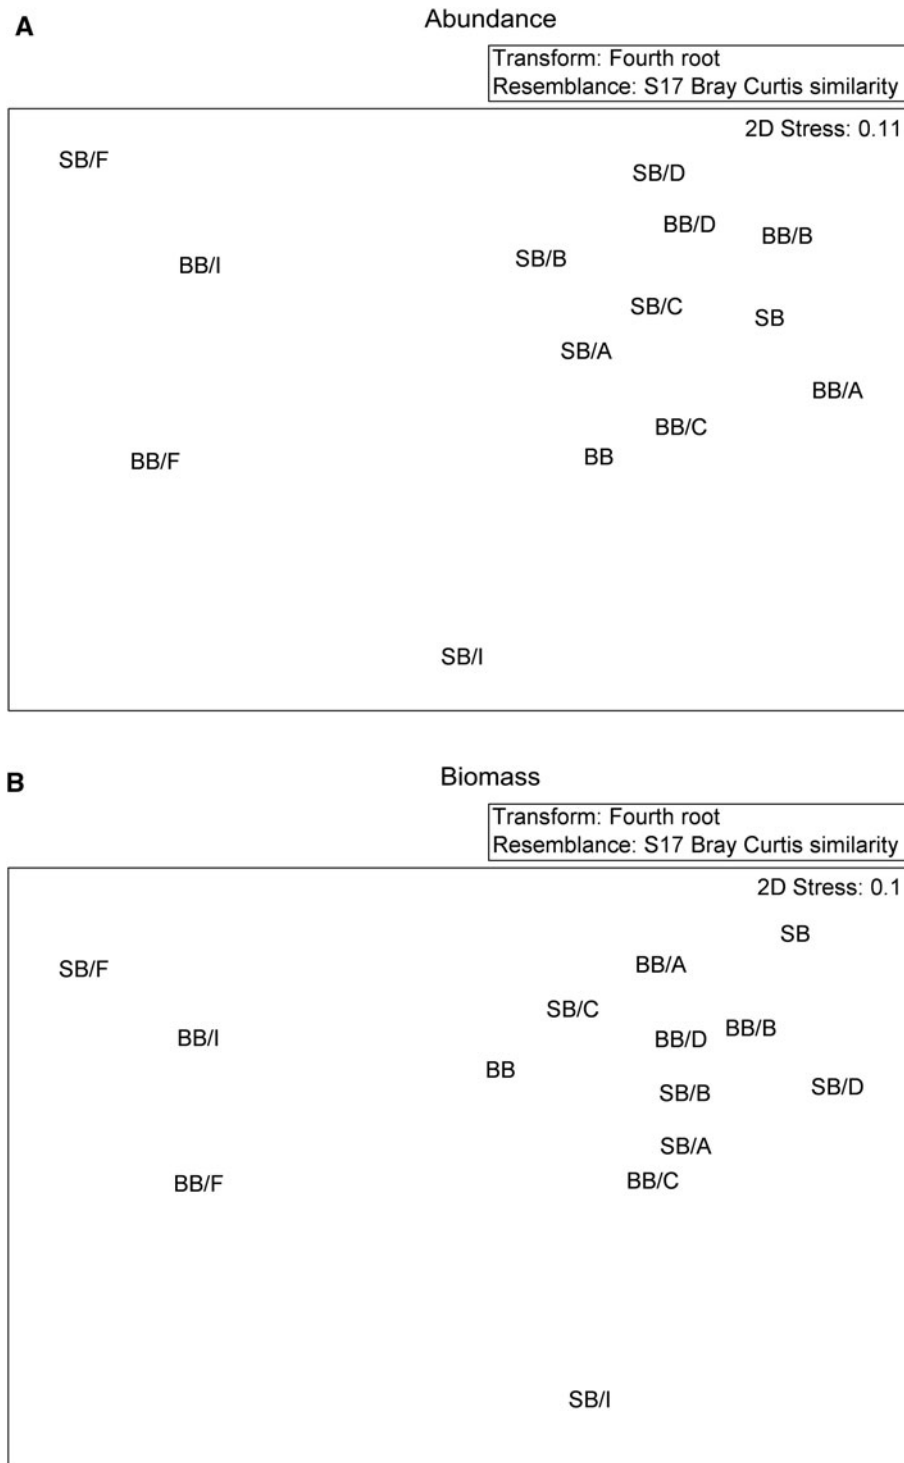 A
Abundance
Transform: Fourth root
Resemblance: S17 Bray Curtis similarity
2D Stress: 0.11
SB/F
SB/D
BB/D
BB/B
SB/B
BB/I
SB/C
SB
SB/A
BB/A
BB/C
BB
BB/F
SB/I
B
Biomass
Transform: Fourth root
Resemblance: S17 Bray Curtis similarity
2D Stress: 0.1
SB
BB/A
SB/F
SB/C
BB/B
BB/I
BB/D
BB
SB/D
SB/B
SB/A
BB/C
BB/F
SB/I